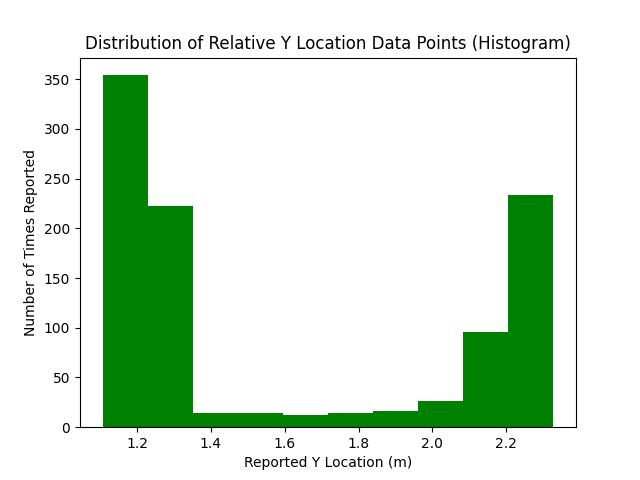 Distribution of Relative Y Location Data Points (Histogram)
350
300
250
200
150
100
50
0
Number of Times Reported
1.2 1.4 1.6 1.8 2.0 2.2
Reported Y Location (m)